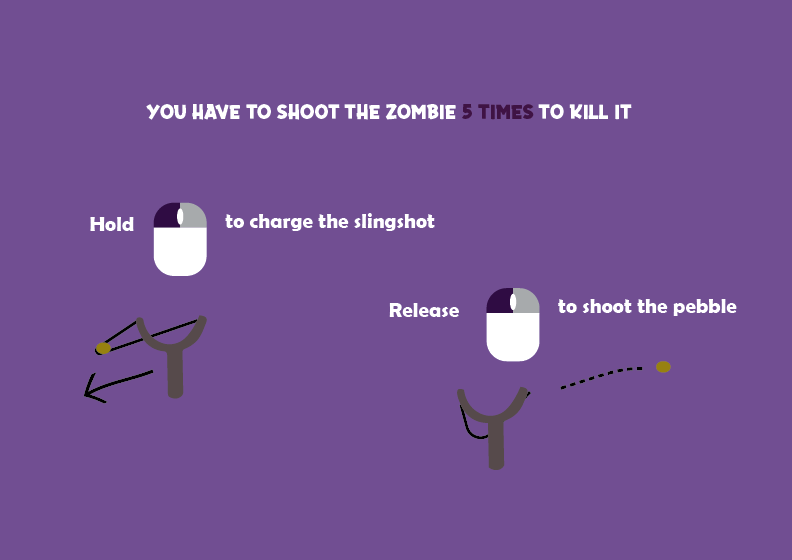 YOU HAVE TO SHOOT THE ZOMBIE 5 TIMES TO KILL IT
Hold to charge the slingshot
Release to shoot the pebble